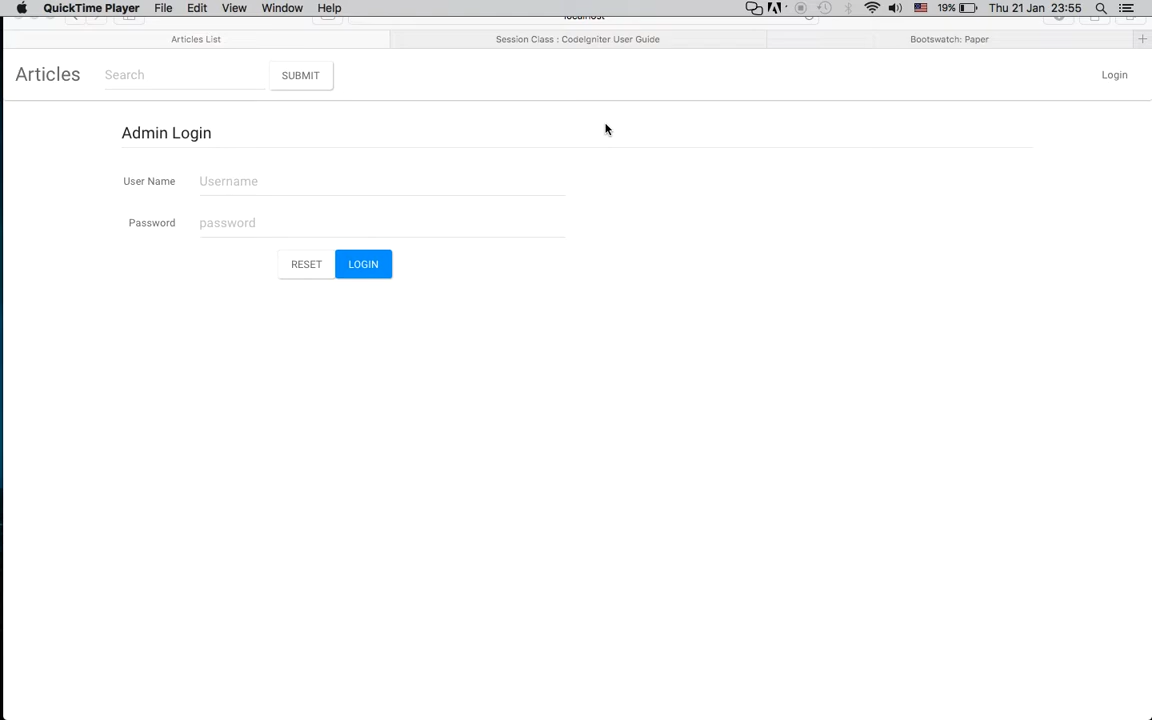 QuickTime Player File Edit View Window Help 19% Thu 21 Jan 23:55
localhost
Articles List Session Class : CodeIgniter User Guide Bootswatch: Paper
Articles Search SUBMIT Login
Admin Login
User Name Username
Password password
RESET LOGIN